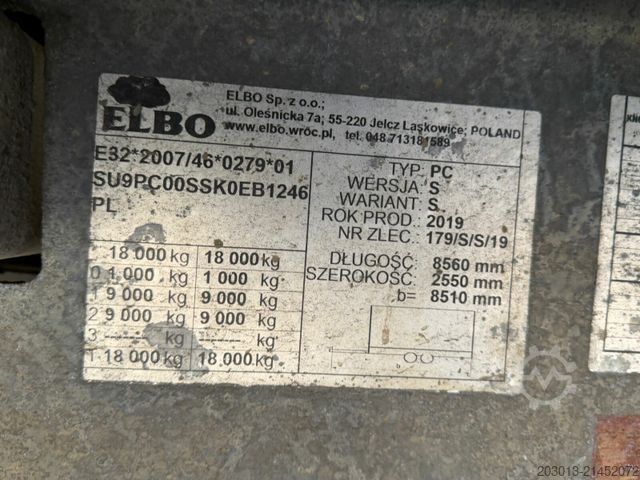 ELBO
ELBO Sp. z o.o.;
ul. Oleśnicka 7a; 55-220 Jelcz Laskowice; POLAND
www.elbo.wroc.pl, tel. 048 713181589
E32*2007/46*0279*01
SU9PC00SSK0EB1246
PL
TYP: PC
WERSJA: S
WARIANT: S
ROK PROD.: 2019
NR ZLEC.: 179/S/S/19
18 000 kg 18 000 kg
0 1 000 kg 1 000 kg
1 9 000 kg 9 000 kg
2 9 000 kg 9 000 kg
3 ------- kg ------- kg
T 18 000 kg 18 000 kg
DŁUGOŚĆ: 8560 mm
SZEROKOŚĆ: 2550 mm
b= 8510 mm
203013-21452072